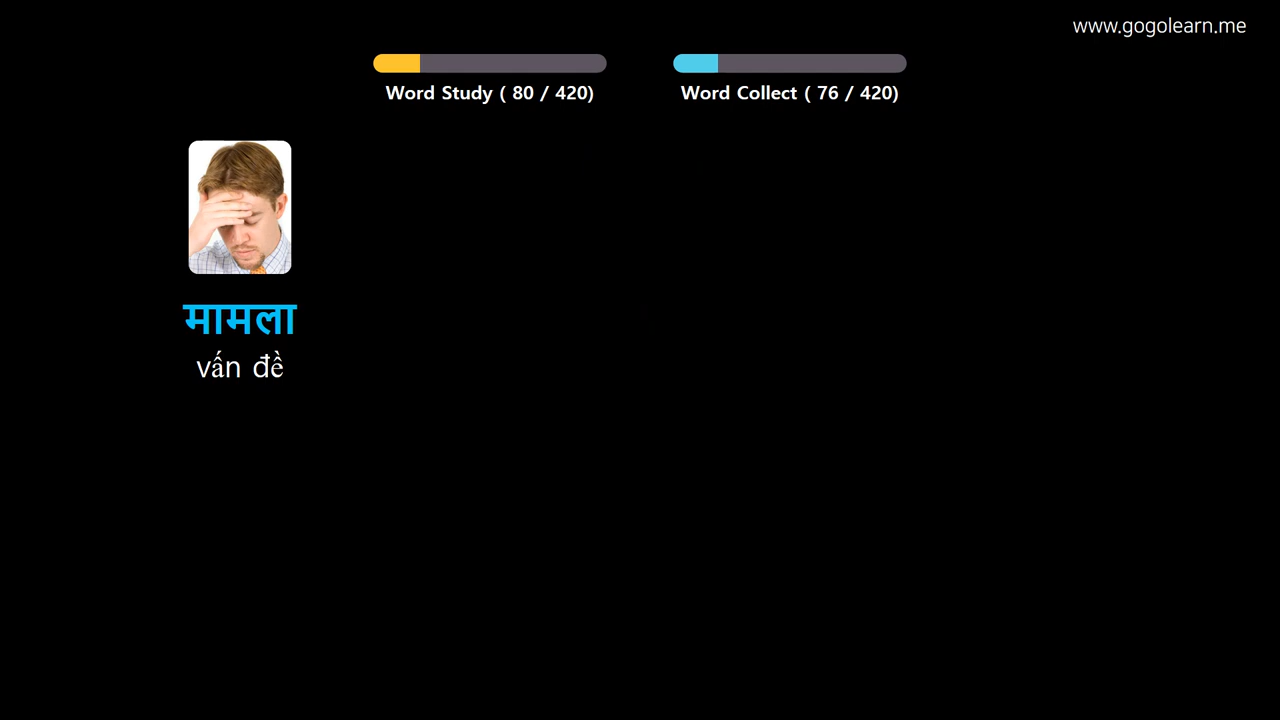 www.gogolearn.me
Word Study ( 80 / 420)
Word Collect ( 76 / 420)
मामला
vấn đề